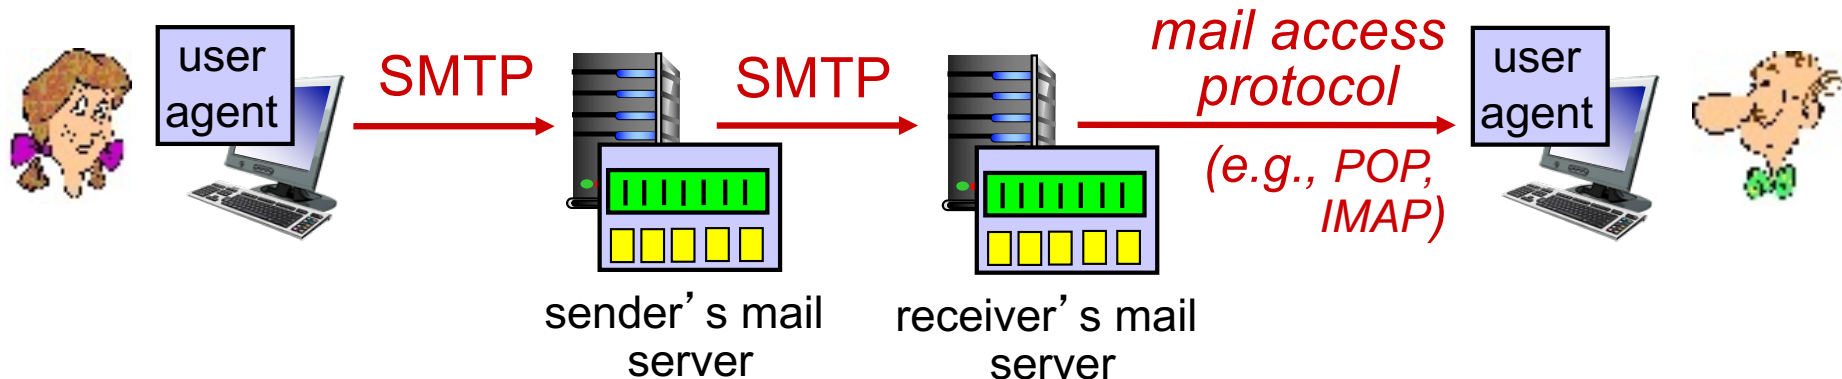 user
agent
SMTP
SMTP
mail access
protocol
(e.g., POP,
IMAP)
user
agent
sender’s mail
server
receiver’s mail
server